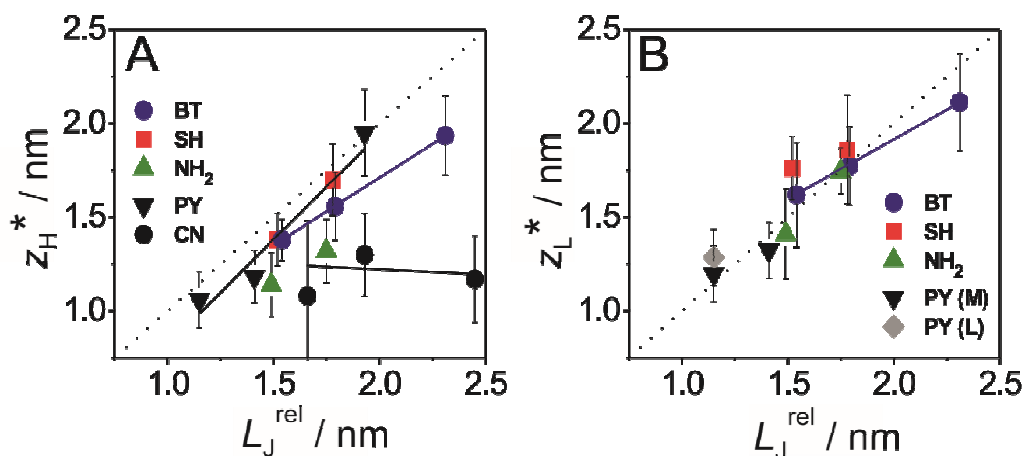 A
2.5
2.0
1.5
1.0
z_H* / nm
BT
SH
NH₂
PY
CN
1.0 1.5 2.0 2.5
L_J^rel / nm
B
2.5
2.0
1.5
1.0
z_L* / nm
BT
SH
NH₂
PY (M)
PY (L)
1.0 1.5 2.0 2.5
L_J^rel / nm